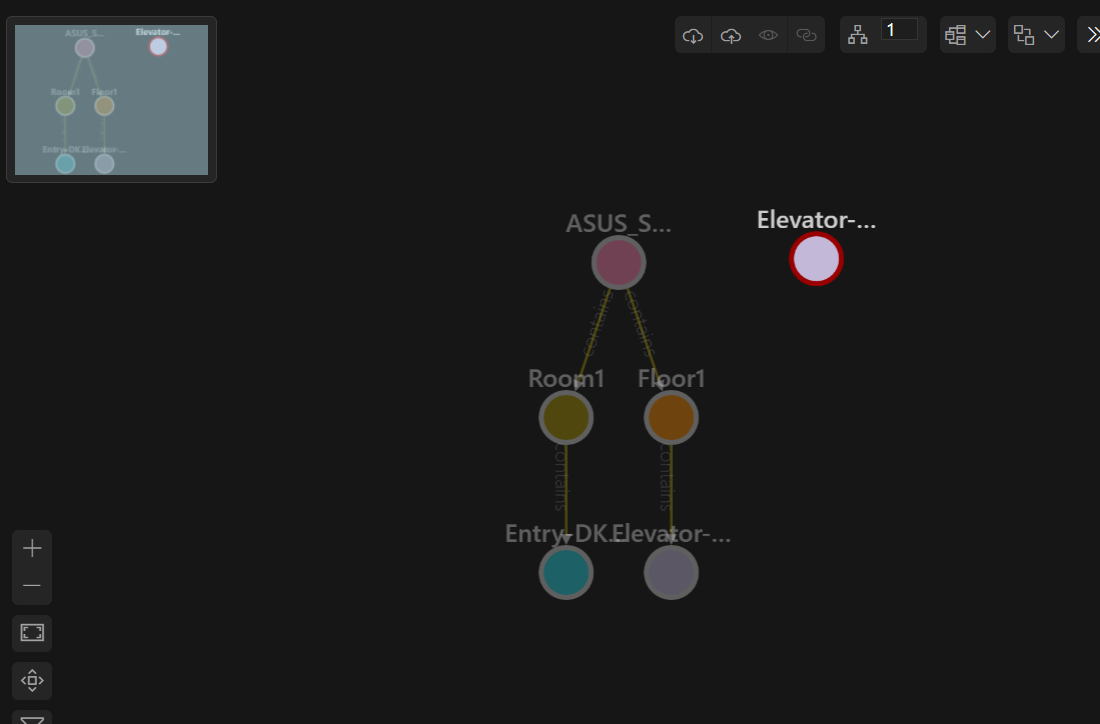 ASUS_S...
Elevator-...
Room1
Floor1
Entry-DK...
Elevator-...
1
ASUS_S...
Elevator-...
contains
contains
Room1
Floor1
contains
contains
Entry-DK...
Elevator-...